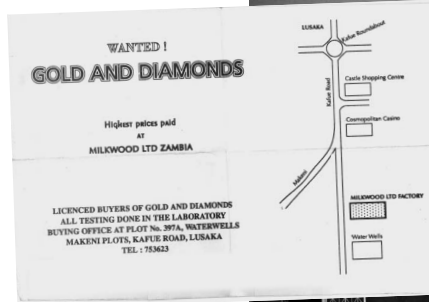 WANTED !
GOLD AND DIAMONDS
Highest prices paid
AT
MILKWOOD LTD ZAMBIA
LICENCED BUYERS OF GOLD AND DIAMONDS
ALL TESTING DONE IN THE LABORATORY
BUYING OFFICE AT PLOT No. 397A, WATERWELLS
MAKENI PLOTS, KAFUE ROAD, LUSAKA
TEL : 753623
LUSAKA
Kafue Roundabout
Kafue Road
Castle Shopping Centre
Cosmopolitan Casino
Makeni
MILKWOOD LTD FACTORY
Water Wells